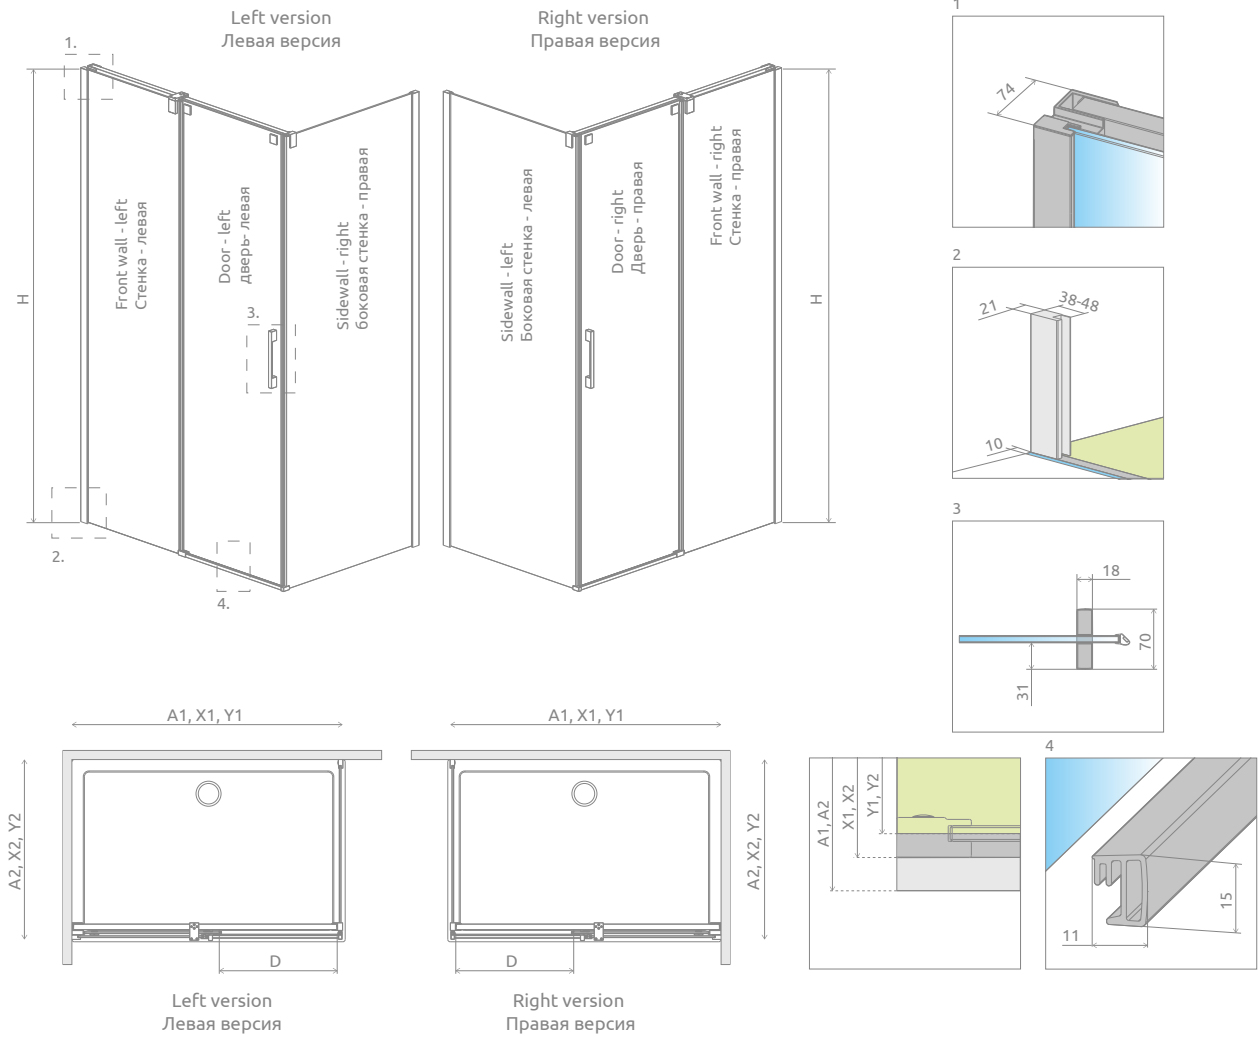 Left version
Левая версия
Right version
Правая версия
1.
H
Front wall - left
Стенка - левая
Door - left
дверь- левая
Sidewall - right
боковая стенка - правая
3.
2.
4.
Sidewall - left
Боковая стенка - левая
Door - right
Дверь - правая
Front wall - right
Стенка - правая
H
1
74
2
21
38-48
10
3
18
70
31
A1, X1, Y1
A2, X2, Y2
D
Left version
Левая версия
A1, X1, Y1
A2, X2, Y2
D
Right version
Правая версия
A1, A2
X1, X2
Y1, Y2
4
15
11